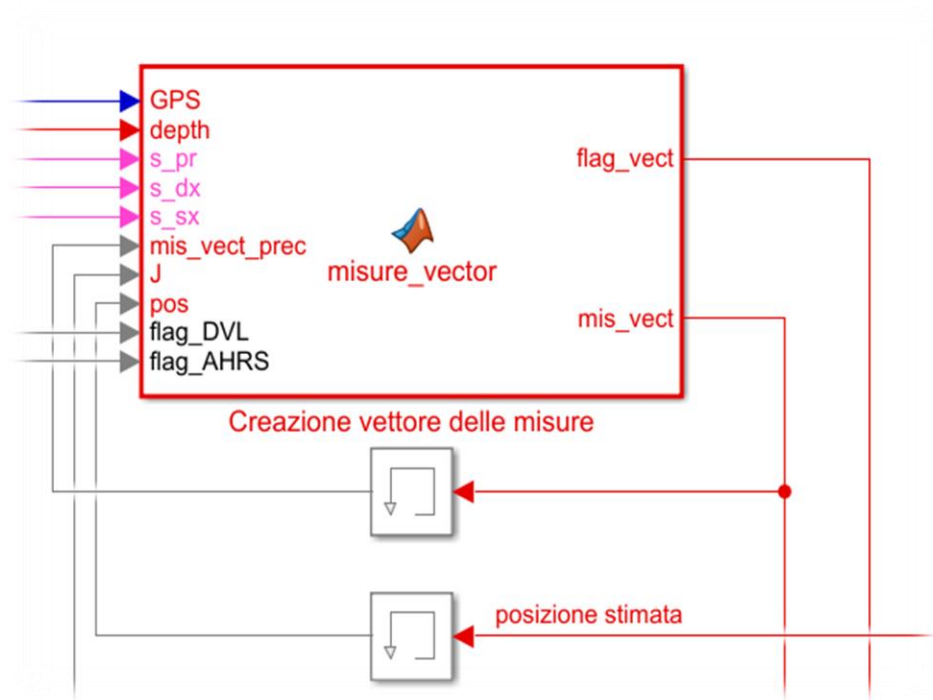 GPS
depth
s_pr
s_dx
s_sx
mis_vect_prec
J
pos
flag_DVL
flag_AHRS
flag_vect
misure_vector
mis_vect
Creazione vettore delle misure
posizione stimata